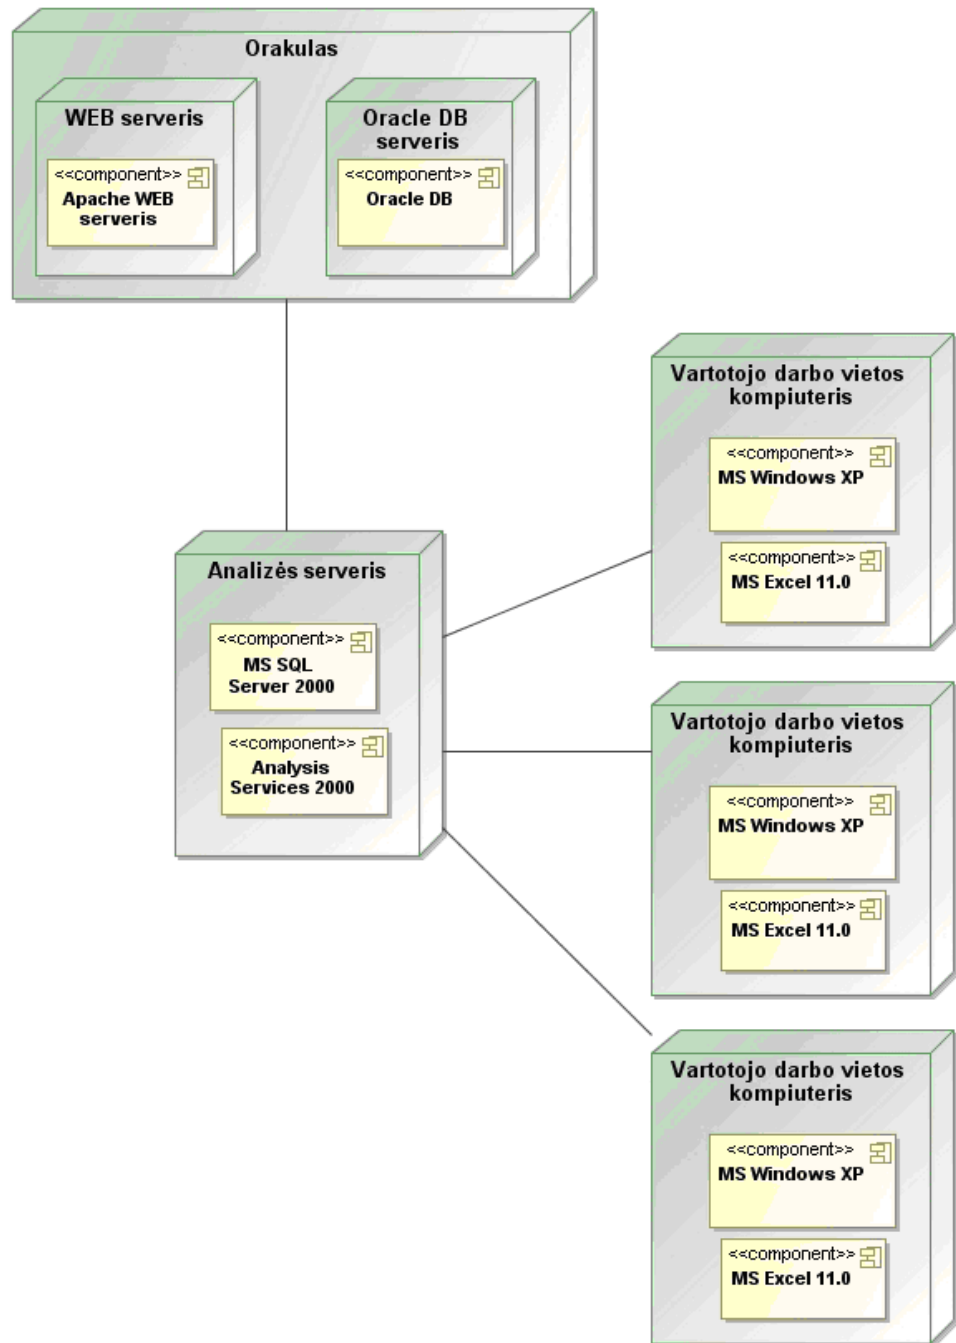 Orakulas
WEB serveris
<<component>>
Apache WEB
serveris
Oracle DB
serveris
<<component>>
Oracle DB
Analizės serveris
<<component>>
MS SQL
Server 2000
<<component>>
Analysis
Services 2000
Vartotojo darbo vietos
kompiuteris
<<component>>
MS Windows XP
<<component>>
MS Excel 11.0
Vartotojo darbo vietos
kompiuteris
<<component>>
MS Windows XP
<<component>>
MS Excel 11.0
Vartotojo darbo vietos
kompiuteris
<<component>>
MS Windows XP
<<component>>
MS Excel 11.0